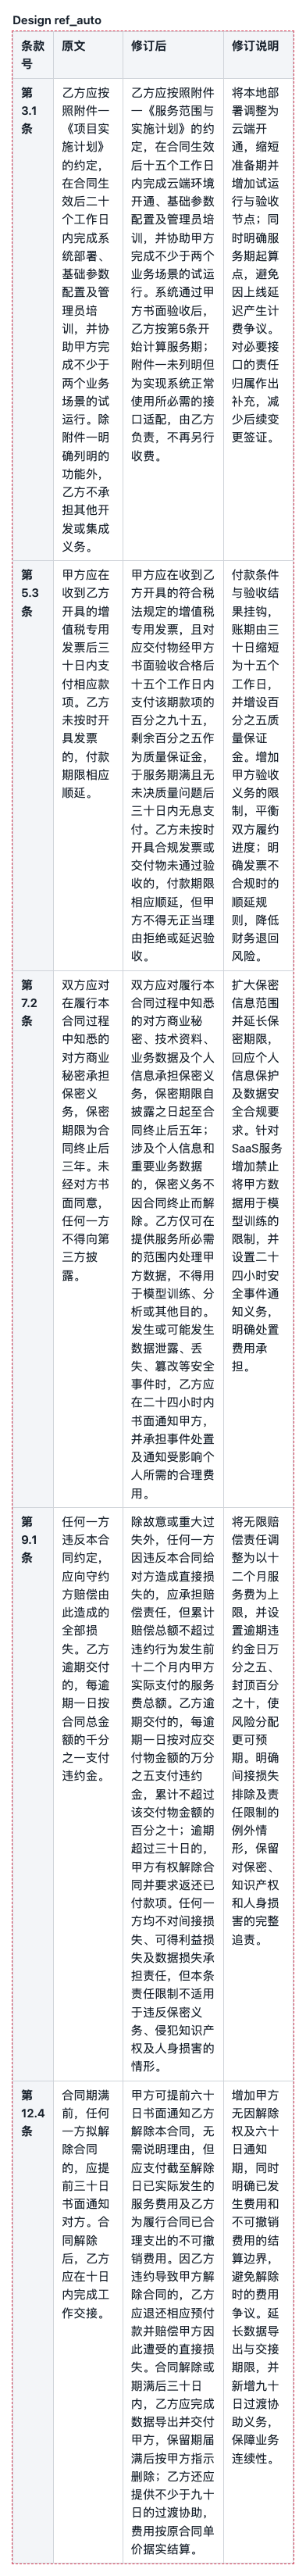 Design ref_auto
条款
号
原文
修订后
修订说明
第
3.1
条
乙方应按
照附件一
《项目实
施计划》
的约定,
在合同生
效后二十
个工作日
内完成系
统部署、
基础参数
配置及管
理员培
训，并协
助甲方完
成不少于
两个业务
场景的试
运行。除
附件一明
确列明的
功能外，
乙方不承
担其他开
发或集成
义务。
乙方应按照附件
一《服务范围与
实施计划》的约
定，在合同生效
后十五个工作日
内完成云端环境
开通、基础参数
配置及管理员培
训，并协助甲方
完成不少于两个
业务场景的试运
行。系统通过甲
方书面验收后，
乙方按第5条开
始计算服务期；
附件一未列明但
为实现系统正常
使用所必需的接
口适配，由乙方
负责，不再另行
收费。
将本地部
署调整为
云端开
通，缩短
准备期并
增加试运
行与验收
节点；同
时明确服
务期起算
点，避免
因上线延
迟产生计
费争议。
对必要接
口的责任
归属作出
补充，减
少后续变
更签证。
第
5.3
条
甲方应在
收到乙方
开具的增
值税专用
发票后三
十日内支
付相应款
项。乙方
未按时开
具发票
的，付款
期限相应
顺延。
甲方应在收到乙
方开具的符合税
法规定的增值税
专用发票，且对
应交付物经甲方
书面验收合格后
十五个工作日内
支付该期款项的
百分之九十五，
剩余百分之五作
为质量保证金，
于服务期满且无
未决质量问题后
三十日内无息支
付。乙方未按时
开具合规发票或
交付物未通过验
收的，付款期限
相应顺延，但甲
方不得无正当理
由拒绝或延迟验
收。
付款条件
与验收结
果挂钩，
账期由三
十日缩短
为十五个
工作日，
并增设百
分之五质
量保证
金。增加
甲方验收
义务的限
制，平衡
双方履约
进度；明
确发票不
合规时的
顺延规
则，降低
财务退回
风险。
第
7.2
条
双方应对
在履行本
合同过程
中知悉的
对方商业
秘密承担
保密义
务，保密
期限为合
同终止后
三年。未
经对方书
面同意，
任何一方
不得向第
三方披
露。
双方应对履行本
合同过程中知悉
的对方商业秘
密、技术资料、
业务数据及个人
信息承担保密义
务，保密期限自
披露之日起至合
同终止后五年；
涉及个人信息和
重要业务数据
的，保密义务不
因合同终止而解
除。乙方仅可在
提供服务所必需
的范围内处理甲
方数据，不得用
于模型训练、分
析或其他目的。
发生或可能发生
数据泄露、丢
失、篡改等安全
事件时，乙方应
在二十四小时内
书面通知甲方，
并承担事件处置
及通知受影响个
人所需的合理费
用。
扩大保密
信息范围
并延长保
密期限，
回应个人
信息保护
及数据安
全合规要
求。针对
SaaS服务
增加禁止
将甲方数
据用于模
型训练的
限制，并
设置二十
四小时安
全事件通
知义务，
明确处置
费用承
担。
第
9.1
条
任何一方
违反本合
同约定，
应向守约
方赔偿由
此造成的
全部损
失。乙方
逾期交付
的，每逾
期一日按
合同总金
额的千分
之一支付
违约金。
除故意或重大过
失外，任何一方
因违反本合同给
对方造成直接损
失的，应承担赔
偿责任，但累计
赔偿总额不超过
违约行为发生前
十二个月内甲方
实际支付的服务
费总额。乙方逾
期交付的，每逾
期一日按对应交
付物金额的万分
之五支付违约
金，累计不超过
该交付物金额的
百分之十；逾期
超过三十日的，
甲方有权解除合
同并要求返还已
付款项。任何一
方均不对间接损
失、可得利益损
失及数据损失承
担责任，但本条
责任限制不适用
于违反保密义
务、侵犯知识产
权及人身损害的
情形。
将无限赔
偿责任调
整为以十
二个月服
务费为上
限，并设
置逾期违
约金日万
分之五、
封顶百分
之十，使
风险分配
更可预
期。明确
间接损失
排除及责
任限制的
例外情
形，保留
对保密、
知识产权
和人身损
害的完整
追责。
第
12.4
条
合同期满
前，任何
一方拟解
除合同
的，应提
前三十日
书面通知
对方。合
同解除
后，乙方
应在十日
内完成工
作交接。
甲方可提前六十
日书面通知乙方
解除本合同，无
需说明理由，但
应支付截至解除
日已实际发生的
服务费用及乙方
为履行合同已合
理支出的不可撤
销费用。因乙方
违约导致甲方解
除合同的，乙方
应退还相应预付
款并赔偿甲方因
此遭受的直接损
失。合同解除或
期满后三十日
内，乙方应完成
数据导出并交付
甲方，保留期届
满后按甲方指示
删除；乙方还应
提供不少于九十
日的过渡协助，
费用按原合同单
价据实结算。
增加甲方
无因解除
权及六十
日通知
期，同时
明确已发
生费用和
不可撤销
费用的结
算边界，
避免解除
时的费用
争议。延
长数据导
出与交接
期限，并
新增九十
日过渡协
助义务，
保障业务
连续性。